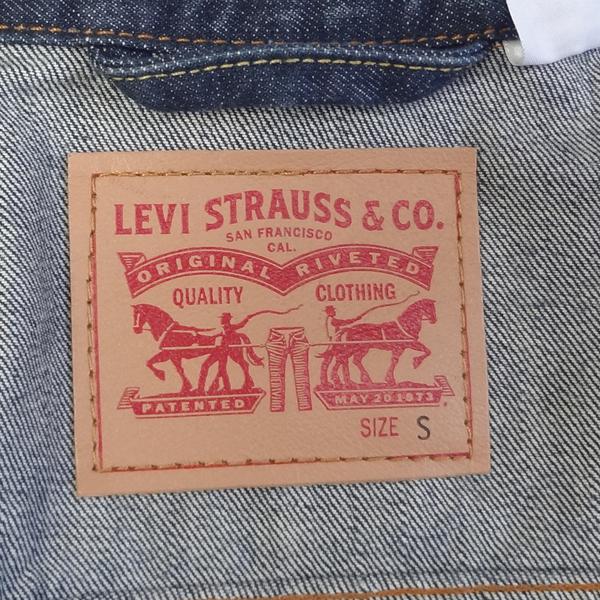 LEVI STRAUSS & CO.
SAN FRANCISCO
CAL.
ORIGINAL RIVETED
QUALITY CLOTHING
PATENTED MAY 20 1873
SIZE S